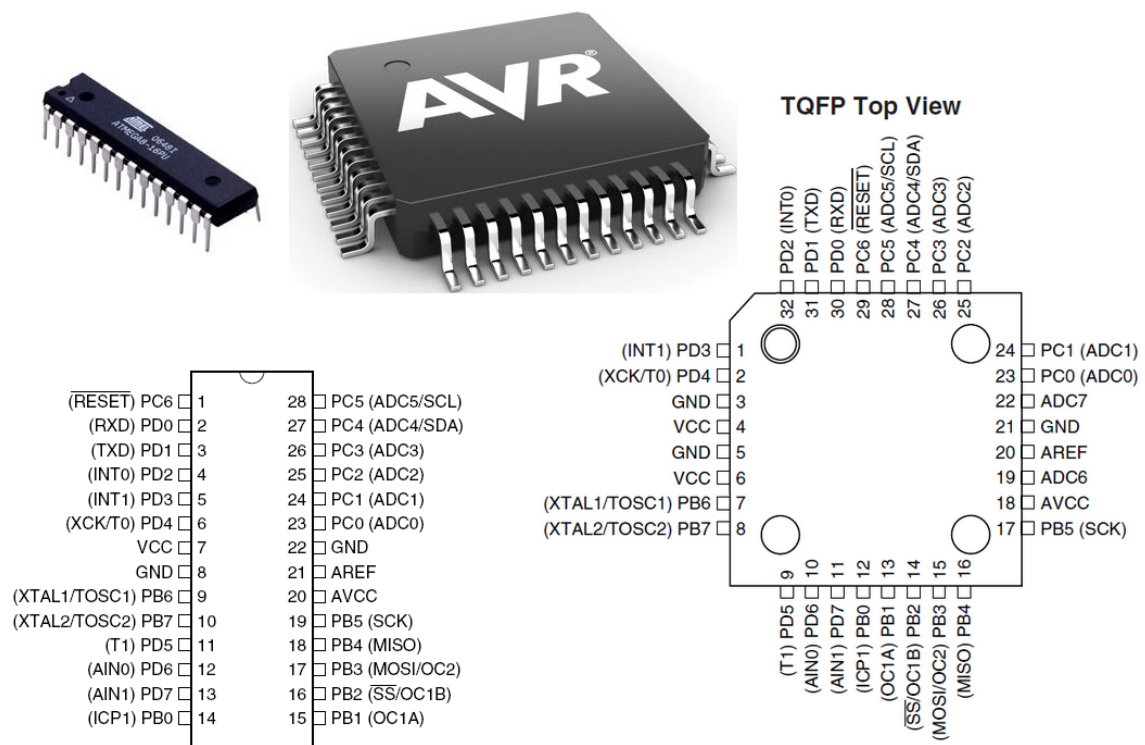 ATMEL 0648I
ATMEGA8-16PU
AVR®
TQFP Top View
PD2 (INT0)
PD1 (TXD)
PD0 (RXD)
PC6 (RESET)
PC5 (ADC5/SCL)
PC4 (ADC4/SDA)
PC3 (ADC3)
PC2 (ADC2)
32 31 30 29 28 27 26 25
(INT1) PD3 1
(XCK/T0) PD4 2
GND 3
VCC 4
GND 5
VCC 6
(XTAL1/TOSC1) PB6 7
(XTAL2/TOSC2) PB7 8
24 PC1 (ADC1)
23 PC0 (ADC0)
22 ADC7
21 GND
20 AREF
19 ADC6
18 AVCC
17 PB5 (SCK)
9 10 11 12 13 14 15 16
(T1) PD5
(AIN0) PD6
(AIN1) PD7
(ICP1) PB0
(OC1A) PB1
(SS/OC1B) PB2
(MOSI/OC2) PB3
(MISO) PB4
(RESET) PC6 1 28 PC5 (ADC5/SCL)
(RXD) PD0 2 27 PC4 (ADC4/SDA)
(TXD) PD1 3 26 PC3 (ADC3)
(INT0) PD2 4 25 PC2 (ADC2)
(INT1) PD3 5 24 PC1 (ADC1)
(XCK/T0) PD4 6 23 PC0 (ADC0)
VCC 7 22 GND
GND 8 21 AREF
(XTAL1/TOSC1) PB6 9 20 AVCC
(XTAL2/TOSC2) PB7 10 19 PB5 (SCK)
(T1) PD5 11 18 PB4 (MISO)
(AIN0) PD6 12 17 PB3 (MOSI/OC2)
(AIN1) PD7 13 16 PB2 (SS/OC1B)
(ICP1) PB0 14 15 PB1 (OC1A)